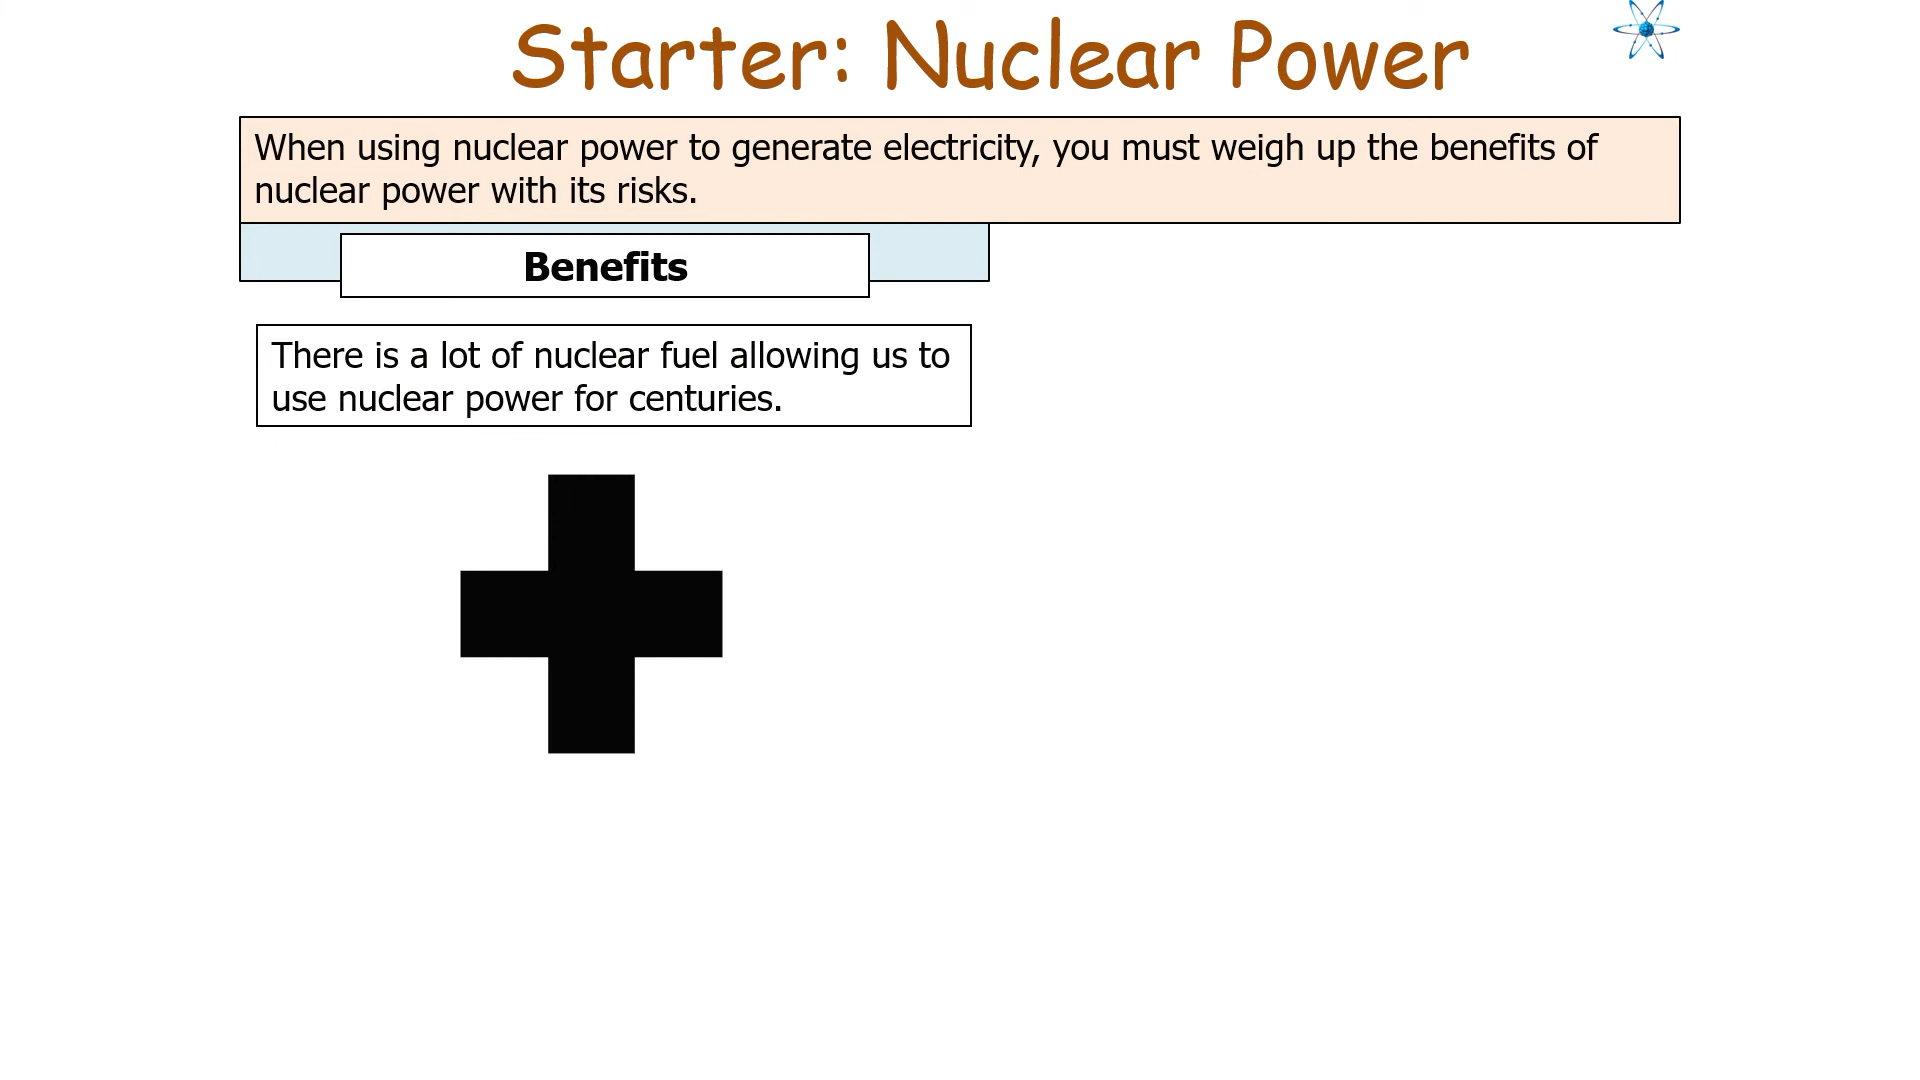 Starter: Nuclear Power
When using nuclear power to generate electricity, you must weigh up the benefits of
nuclear power with its risks.
Benefits
There is a lot of nuclear fuel allowing us to
use nuclear power for centuries.